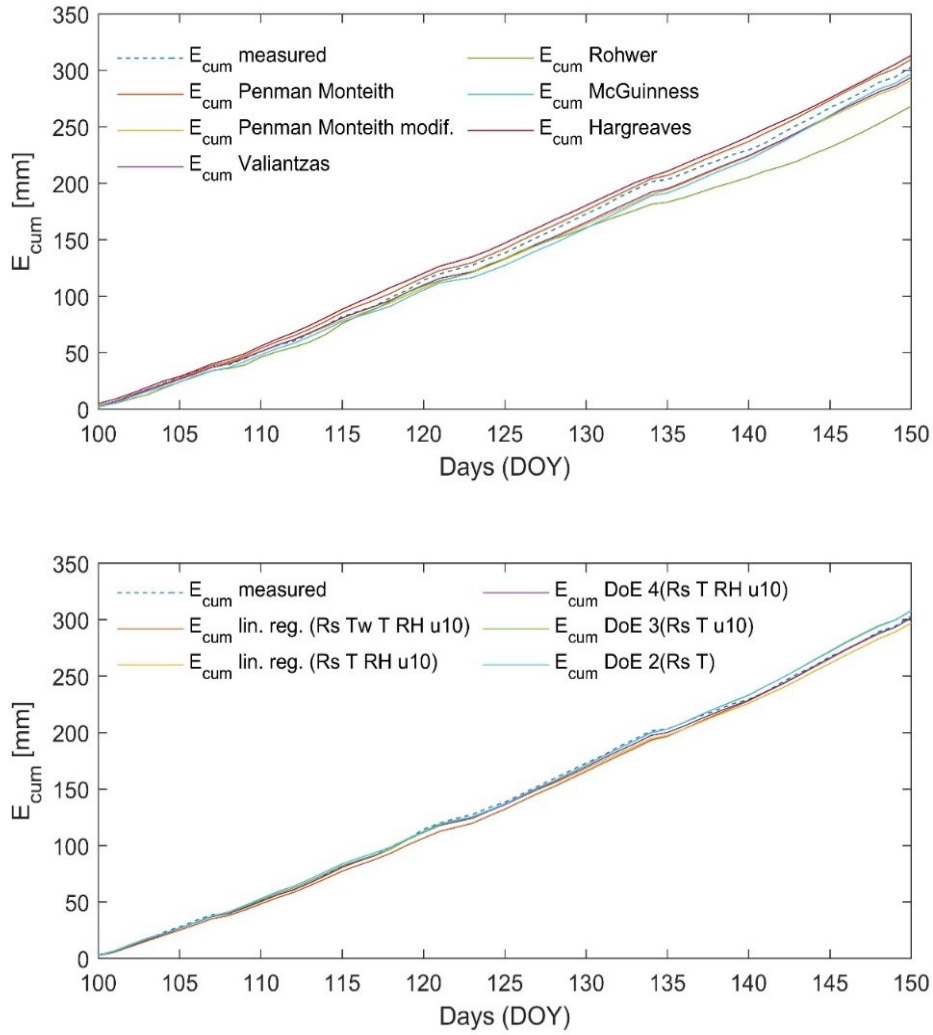 350
300
250
200
150
100
50
0
E_cum [mm]
E_cum measured
E_cum Penman Monteith
E_cum Penman Monteith modif.
E_cum Valiantzas
E_cum Rohwer
E_cum McGuinness
E_cum Hargreaves
100 105 110 115 120 125 130 135 140 145 150
Days (DOY)
350
300
250
200
150
100
50
0
E_cum [mm]
E_cum measured
E_cum lin. reg. (Rs Tw T RH u10)
E_cum lin. reg. (Rs T RH u10)
E_cum DoE 4(Rs T RH u10)
E_cum DoE 3(Rs T u10)
E_cum DoE 2(Rs T)
100 105 110 115 120 125 130 135 140 145 150
Days (DOY)